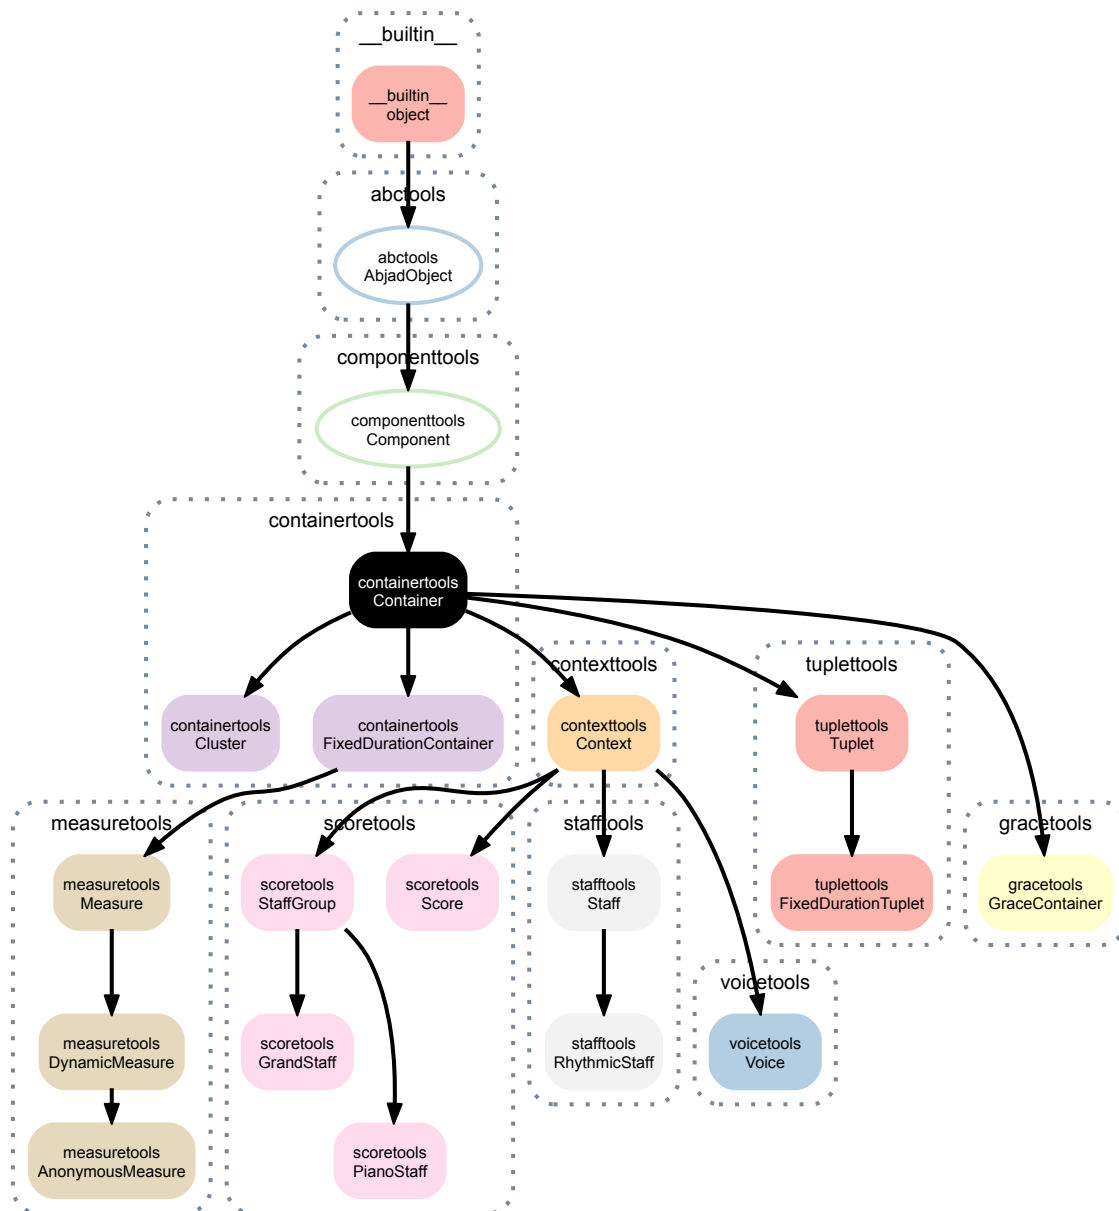 __builtin__
__builtin__
object
abctools
abctools
AbjadObject
componenttools
componenttools
Component
containertools
containertools
Container
contexttools
tuplettools
containertools
Cluster
containertools
FixedDurationContainer
contexttools
Context
tuplettools
Tuplet
measuretools
scoretools
stafftools
gracetools
measuretools
Measure
scoretools
StaffGroup
scoretools
Score
stafftools
Staff
tuplettools
FixedDurationTuplet
gracetools
GraceContainer
voicetools
measuretools
DynamicMeasure
scoretools
GrandStaff
stafftools
RhythmicStaff
voicetools
Voice
measuretools
AnonymousMeasure
scoretools
PianoStaff